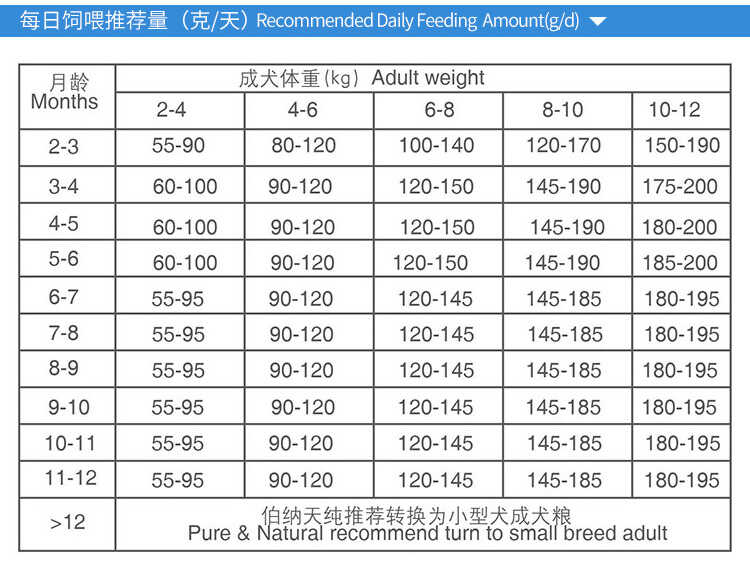 每日饲喂推荐量（克/天）Recommended Daily Feeding Amount(g/d)
月龄 成犬体重(kg) Adult weight
Months 2-4 4-6 6-8 8-10 10-12
2-3 55-90 80-120 100-140 120-170 150-190
3-4 60-100 90-120 120-150 145-190 175-200
4-5 60-100 90-120 120-150 145-190 180-200
5-6 60-100 90-120 120-150 145-190 185-200
6-7 55-95 90-120 120-145 145-185 180-195
7-8 55-95 90-120 120-145 145-185 180-195
8-9 55-95 90-120 120-145 145-185 180-195
9-10 55-95 90-120 120-145 145-185 180-195
10-11 55-95 90-120 120-145 145-185 180-195
11-12 55-95 90-120 120-145 145-185 180-195
>12 伯纳天纯推荐转换为小型犬成犬粮
Pure & Natural recommend turn to small breed adult